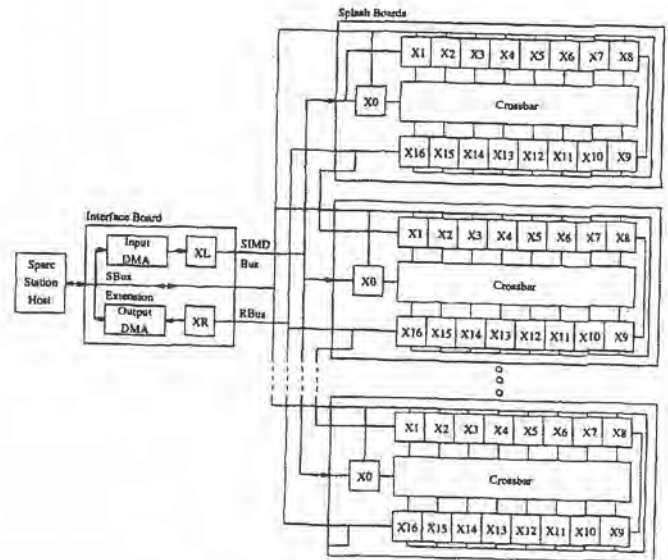 Splash Boards
X1 X2 X3 X4 X5 X6 X7 X8
X0
Crossbar
X16 X15 X14 X13 X12 X11 X10 X9
Interface Board
Input
DMA
XL
SIMD
Bus
Sparc
Station
Host
SBus
Extension
Output
DMA
XR
RBus
X1 X2 X3 X4 X5 X6 X7 X8
X0
Crossbar
X16 X15 X14 X13 X12 X11 X10 X9
X1 X2 X3 X4 X5 X6 X7 X8
X0
Crossbar
X16 X15 X14 X13 X12 X11 X10 X9